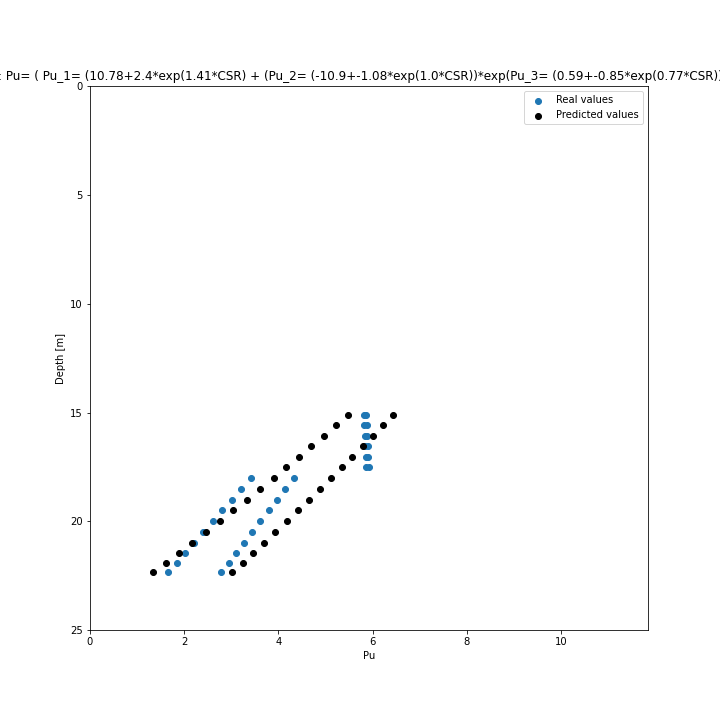 : Pu= ( Pu_1= (10.78+2.4*exp(1.41*CSR) + (Pu_2= (-10.9+-1.08*exp(1.0*CSR))*exp(Pu_3= (0.59+-0.85*exp(0.77*CSR))
0
Real values
Predicted values
5
10
Depth [m]
15
20
25
0 2 4 6 8 10
Pu